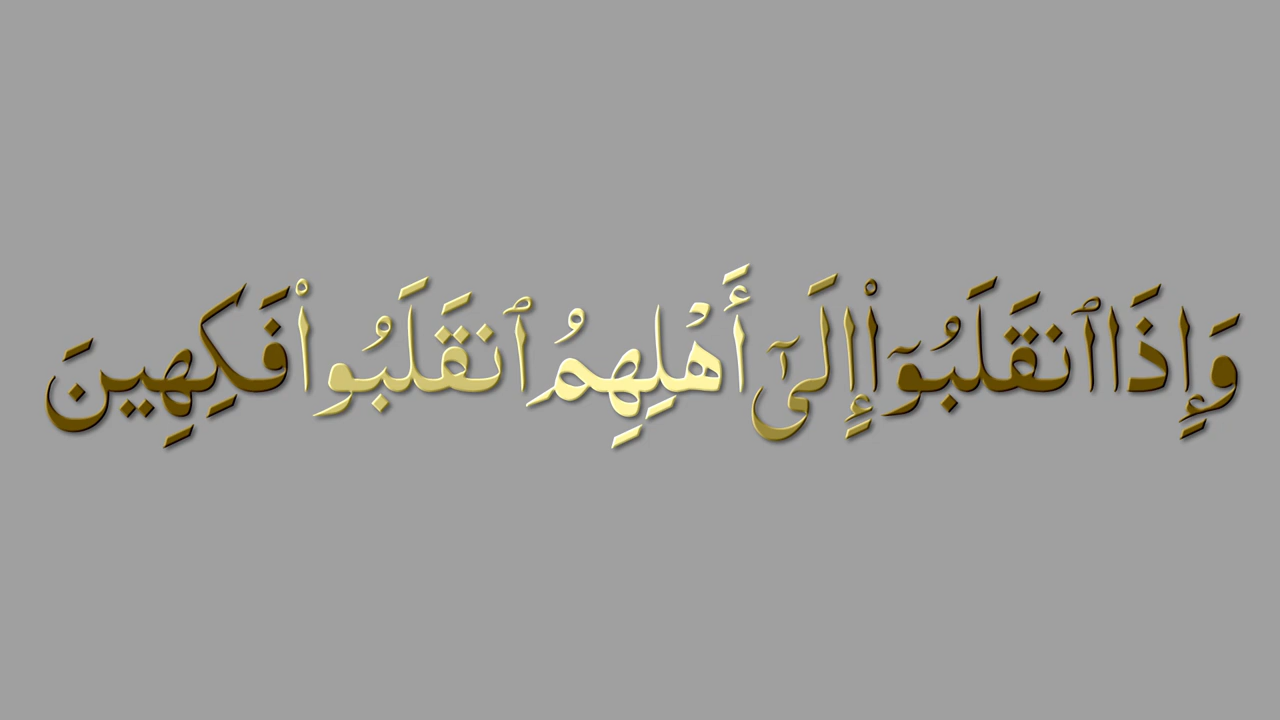 وَإِذَا ٱنقَلَبُوٓا۟ إِلَىٰٓ أَهْلِهِمُ ٱنقَلَبُوا۟ فَكِهِينَ